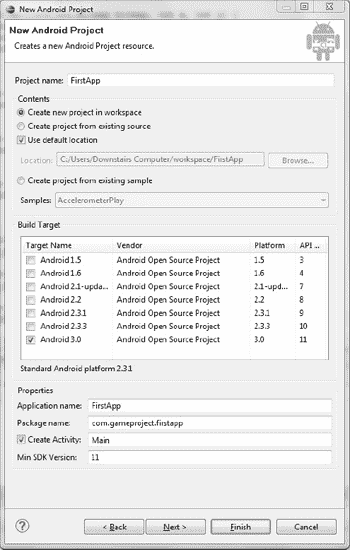 New Android Project
New Android Project
Creates a new Android Project resource.
Project name: FirstApp
Contents
Create new project in workspace
Create project from existing source
Use default location
Location: C:/Users/Downstairs Computer/workspace/FirstApp Browse...
Create project from existing sample
Samples: AccelerometerPlay
Build Target
Target Name Vendor Platform API ...
Android 1.5 Android Open Source Project 1.5 3
Android 1.6 Android Open Source Project 1.6 4
Android 2.1-upda... Android Open Source Project 2.1-upd... 7
Android 2.2 Android Open Source Project 2.2 8
Android 2.3.1 Android Open Source Project 2.3.1 9
Android 2.3.3 Android Open Source Project 2.3.3 10
Android 3.0 Android Open Source Project 3.0 11
Standard Android platform 2.3.1
Properties
Application name: FirstApp
Package name: com.gameproject.firstapp
Create Activity: Main
Min SDK Version: 11
? < Back Next > Finish Cancel